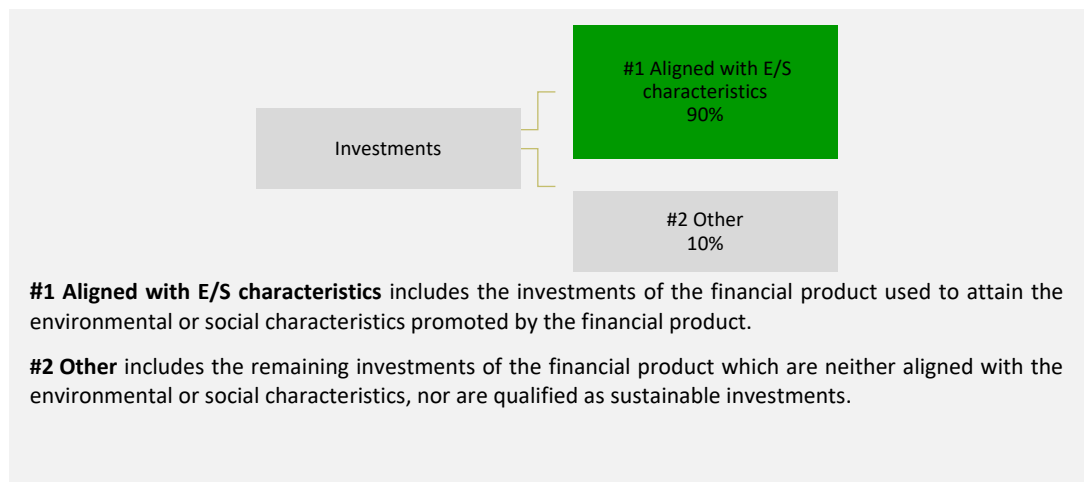 #1 Aligned with E/S
characteristics
90%
Investments
#2 Other
10%
#1 Aligned with E/S characteristics includes the investments of the financial product used to attain the
environmental or social characteristics promoted by the financial product.
#2 Other includes the remaining investments of the financial product which are neither aligned with the
environmental or social characteristics, nor are qualified as sustainable investments.